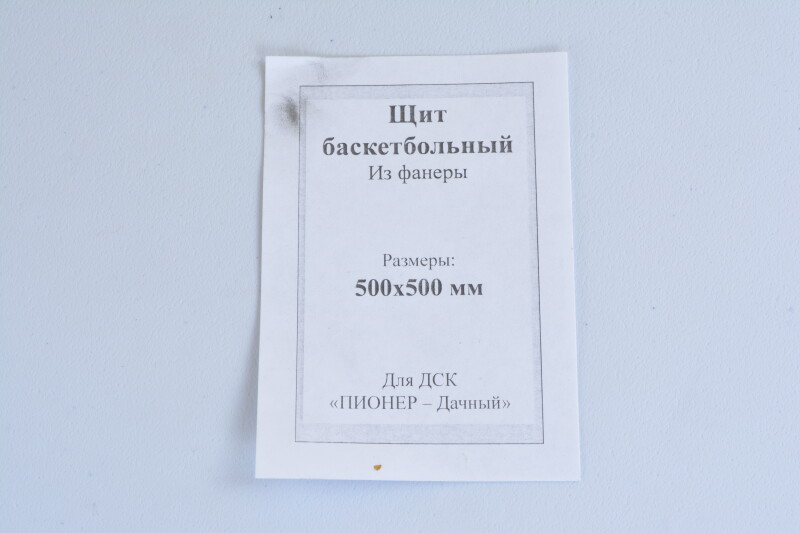 Щит
баскетбольный
Из фанеры
Размеры:
500х500 мм
Для ДСК
«ПИОНЕР – Дачный»